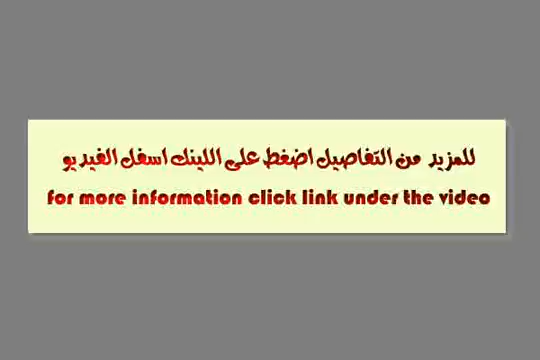 للمزيد من التفاصيل اضغط على اللينك اسفل الفيديو
for more information click link under the video